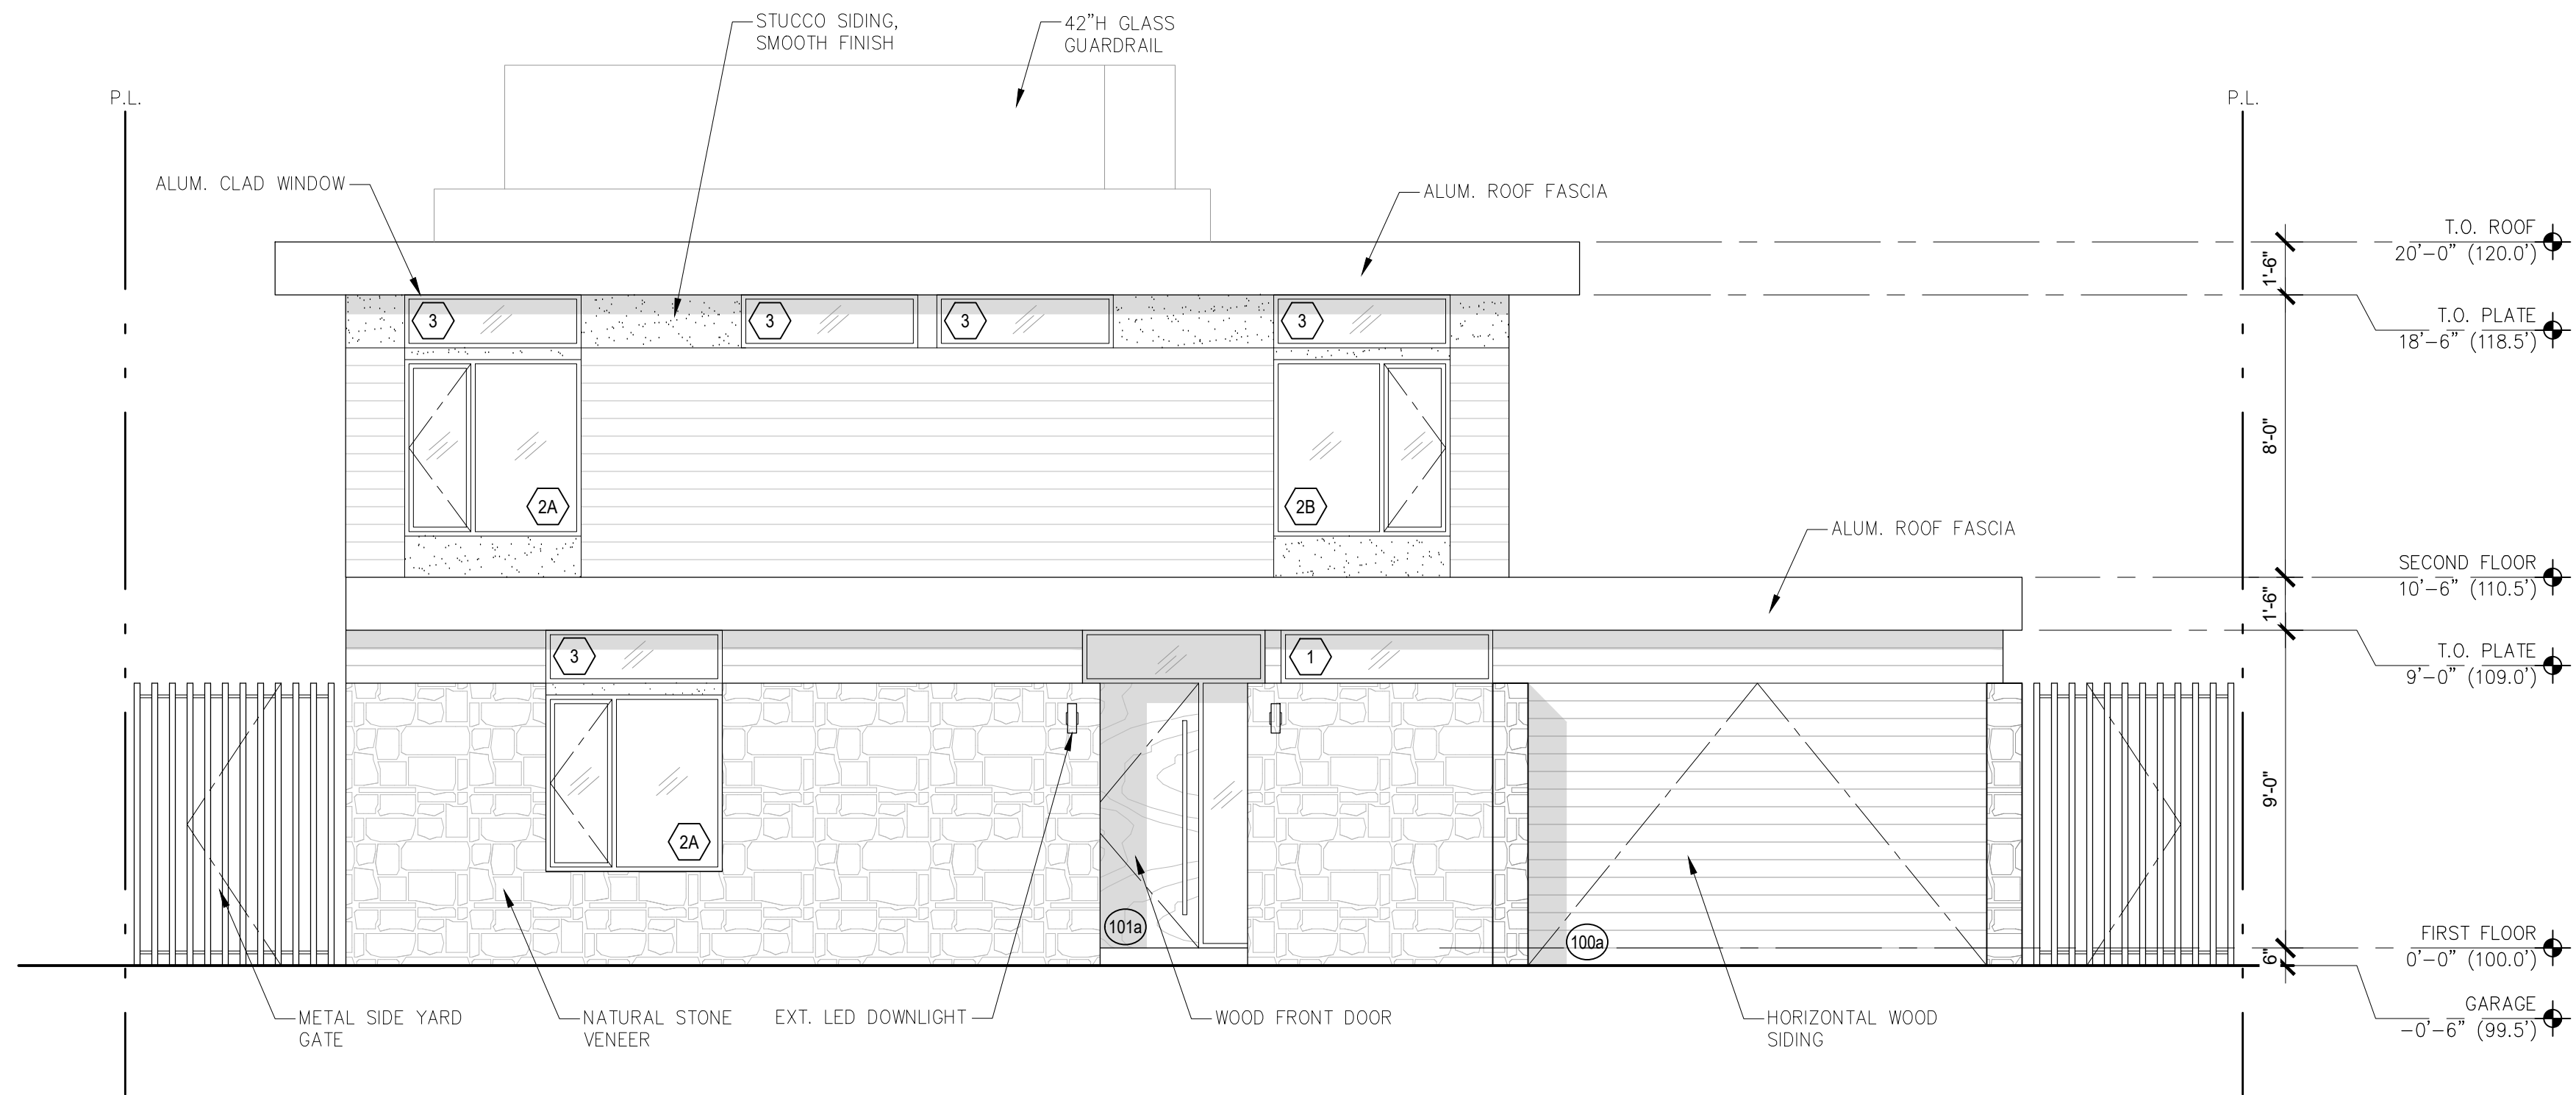 STUCCO SIDING,
SMOOTH FINISH
42"H GLASS
GUARDRAIL
P.L.
P.L.
ALUM. CLAD WINDOW
ALUM. ROOF FASCIA
T.O. ROOF
20'-0" (120.0')
1'-6"
3
3
3
3
T.O. PLATE
18'-6" (118.5')
8'-0"
2A
2B
ALUM. ROOF FASCIA
SECOND FLOOR
10'-6" (110.5')
1'-6"
3
1
T.O. PLATE
9'-0" (109.0')
9'-0"
2A
101a
100a
FIRST FLOOR
0'-0" (100.0')
6"
METAL SIDE YARD
GATE
NATURAL STONE
VENEER
EXT. LED DOWNLIGHT
WOOD FRONT DOOR
HORIZONTAL WOOD
SIDING
GARAGE
-0'-6" (99.5')